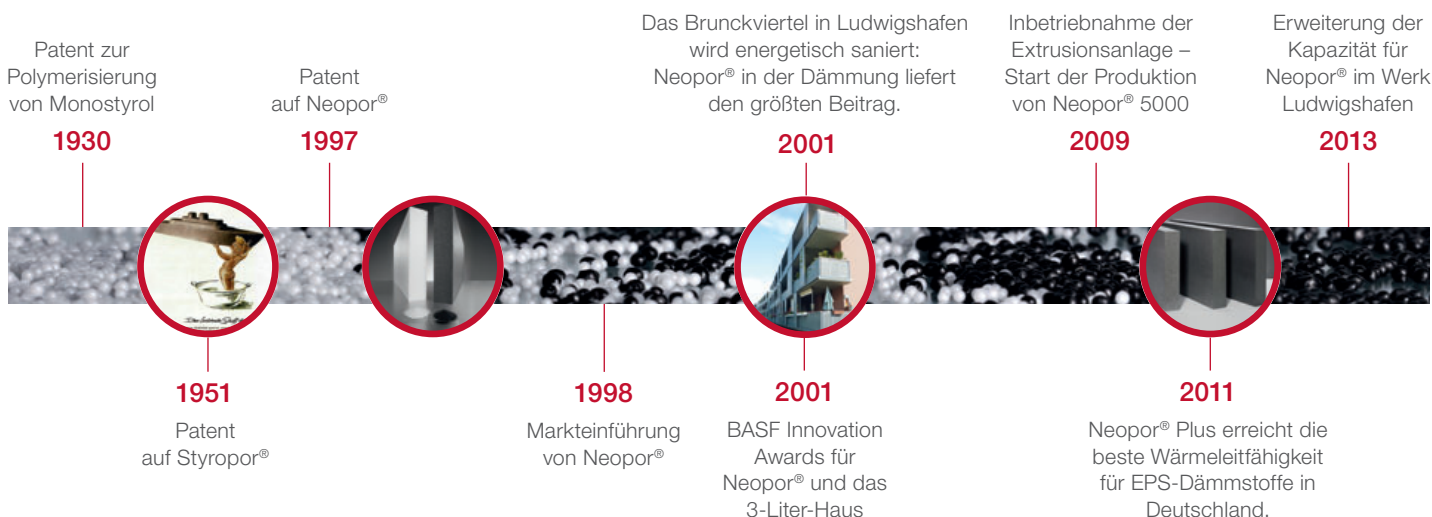 Patent zur
Polymerisierung
von Monostyrol
1930
1951
Patent
auf Styropor®
Patent
auf Neopor®
1997
1998
Markteinführung
von Neopor®
Das Brunckviertel in Ludwigshafen
wird energetisch saniert:
Neopor® in der Dämmung liefert
den größten Beitrag.
2001
2001
BASF Innovation
Awards für
Neopor® und das
3-Liter-Haus
Inbetriebnahme der
Extrusionsanlage –
Start der Produktion
von Neopor® 5000
2009
2011
Neopor® Plus erreicht die
beste Wärmeleitfähigkeit
für EPS-Dämmstoffe in
Deutschland.
Erweiterung der
Kapazität für
Neopor® im Werk
Ludwigshafen
2013